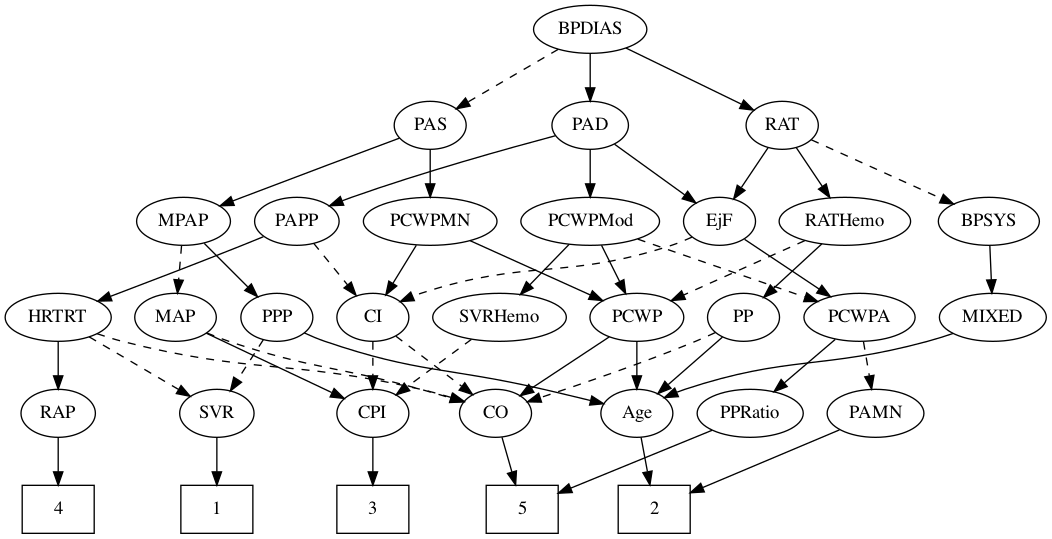 BPDIAS
PAS
PAD
RAT
MPAP
PAPP
PCWPMN
PCWPMod
EjF
RATHemo
BPSYS
HRTRT
MAP
PPP
CI
SVRHemo
PCWP
PP
PCWPA
MIXED
RAP
SVR
CPI
CO
Age
PPRatio
PAMN
4
1
3
5
2